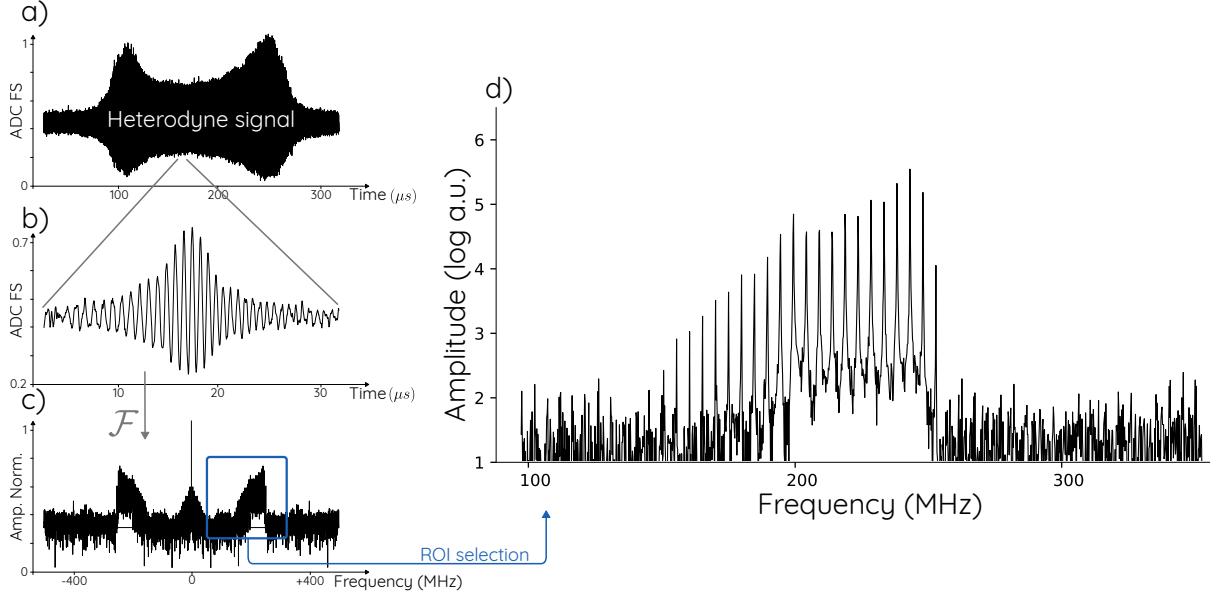 a)
1
ADC FS
Heterodyne signal
0
100
200
300
Time (μs)
b)
0.7
ADC FS
0.2
10
20
30
Time (μs)
c)
ℱ
1
Amp. Norm.
0
-400
0
+400
Frequency (MHz)
ROI selection
d)
6
5
4
3
2
1
Amplitude (log a.u.)
100
200
300
Frequency (MHz)